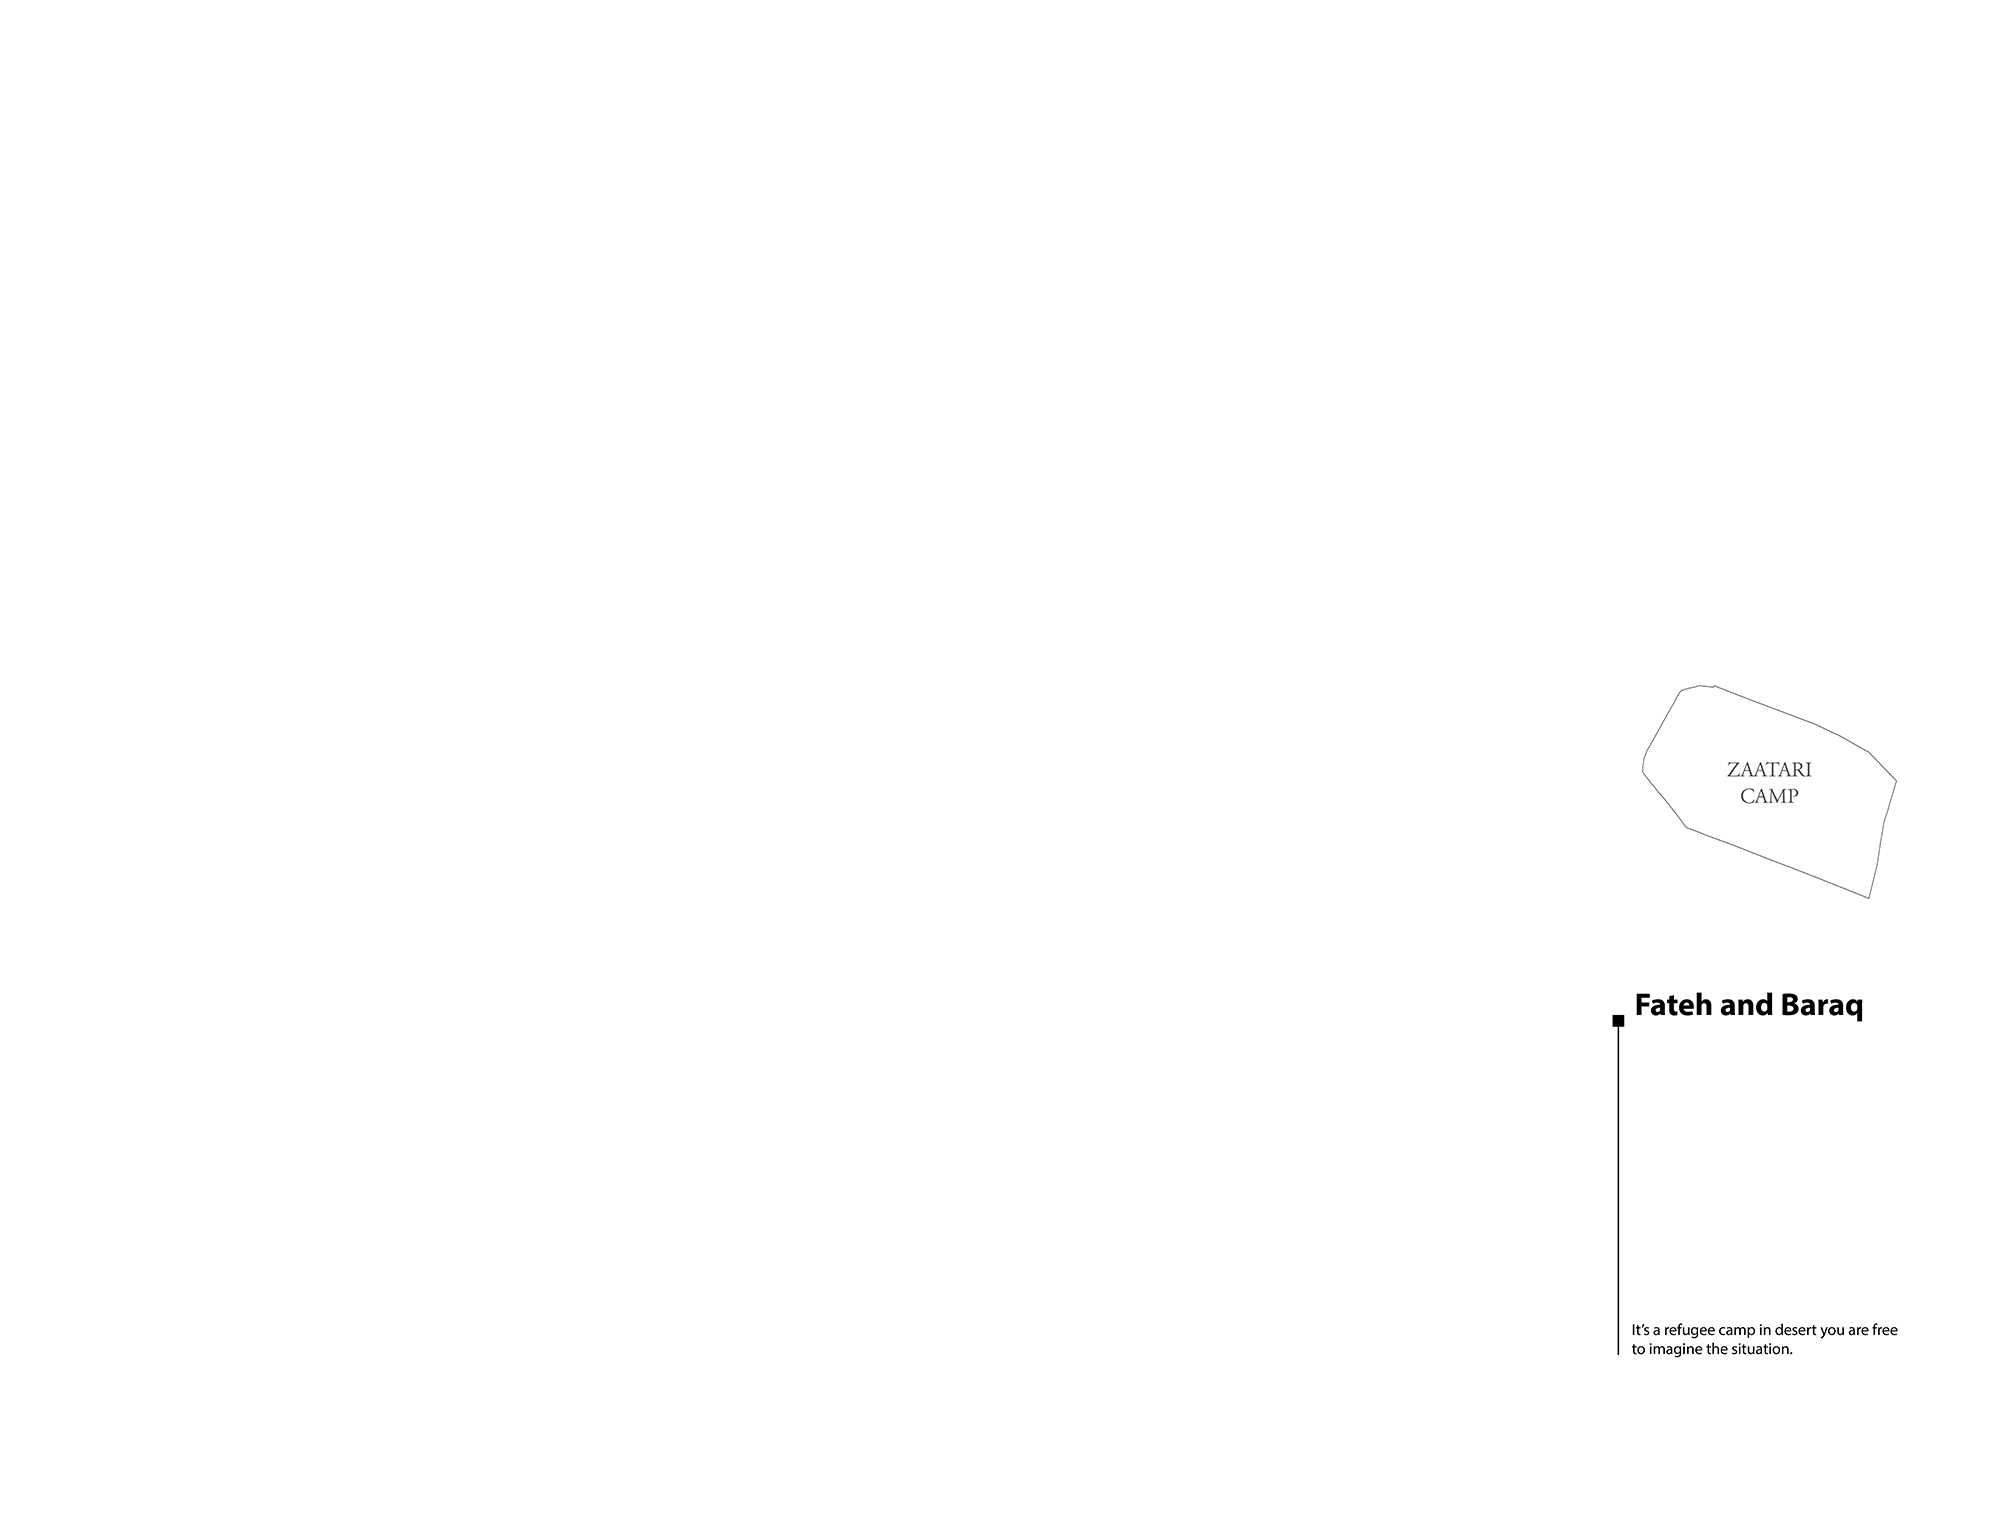 ZAATARI
CAMP
Fateh and Baraq
It's a refugee camp in desert you are free
to imagine the situation.